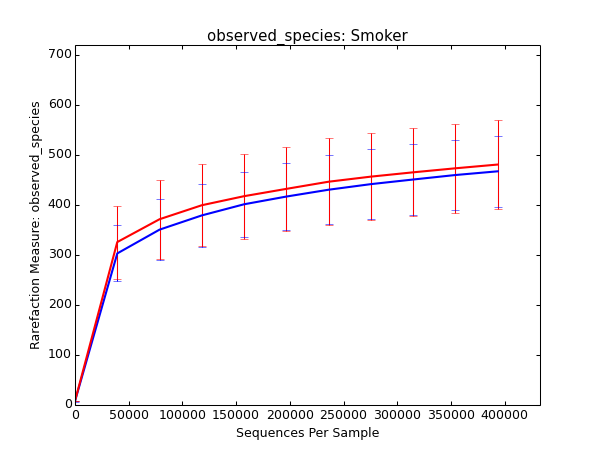 observed_species: Smoker
700
600
500
400
300
200
100
0
Rarefaction Measure: observed_species
0 50000 100000 150000 200000 250000 300000 350000 400000
Sequences Per Sample